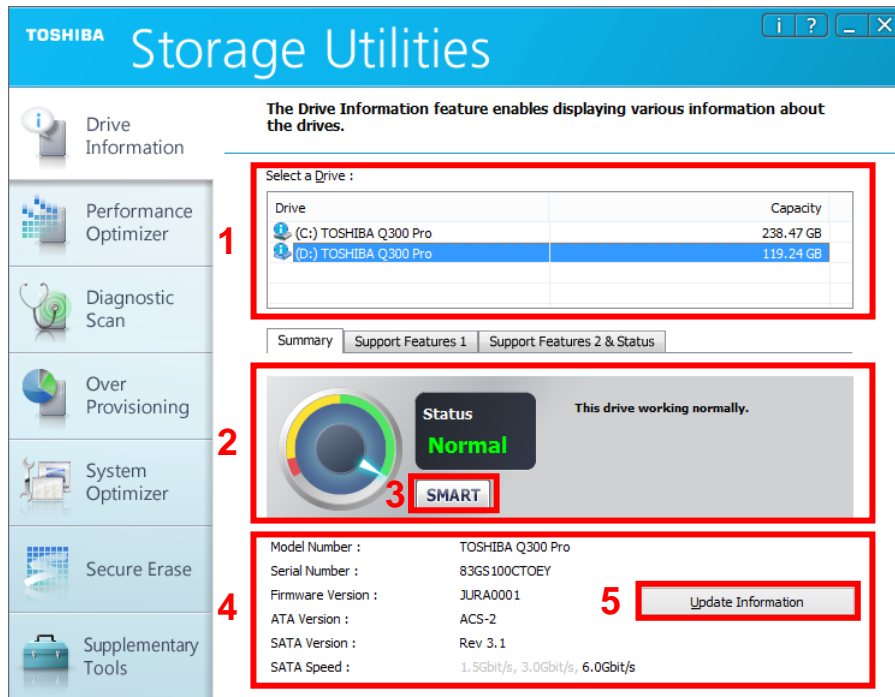 TOSHIBA Storage Utilities
i ? _ X
Drive
Information
Performance
Optimizer
Diagnostic
Scan
Over
Provisioning
System
Optimizer
Secure Erase
Supplementary
Tools
The Drive Information feature enables displaying various information about
the drives.
1
Select a Drive :
Drive Capacity
(C:) TOSHIBA Q300 Pro 238.47 GB
(D:) TOSHIBA Q300 Pro 119.24 GB
Summary Support Features 1 Support Features 2 & Status
2
Status
Normal
This drive working normally.
3 SMART
4
Model Number : TOSHIBA Q300 Pro
Serial Number : 83GS100CTOEY
Firmware Version : JURA0001
ATA Version : ACS-2
SATA Version : Rev 3.1
SATA Speed : 1.5Gbit/s, 3.0Gbit/s, 6.0Gbit/s
5 Update Information